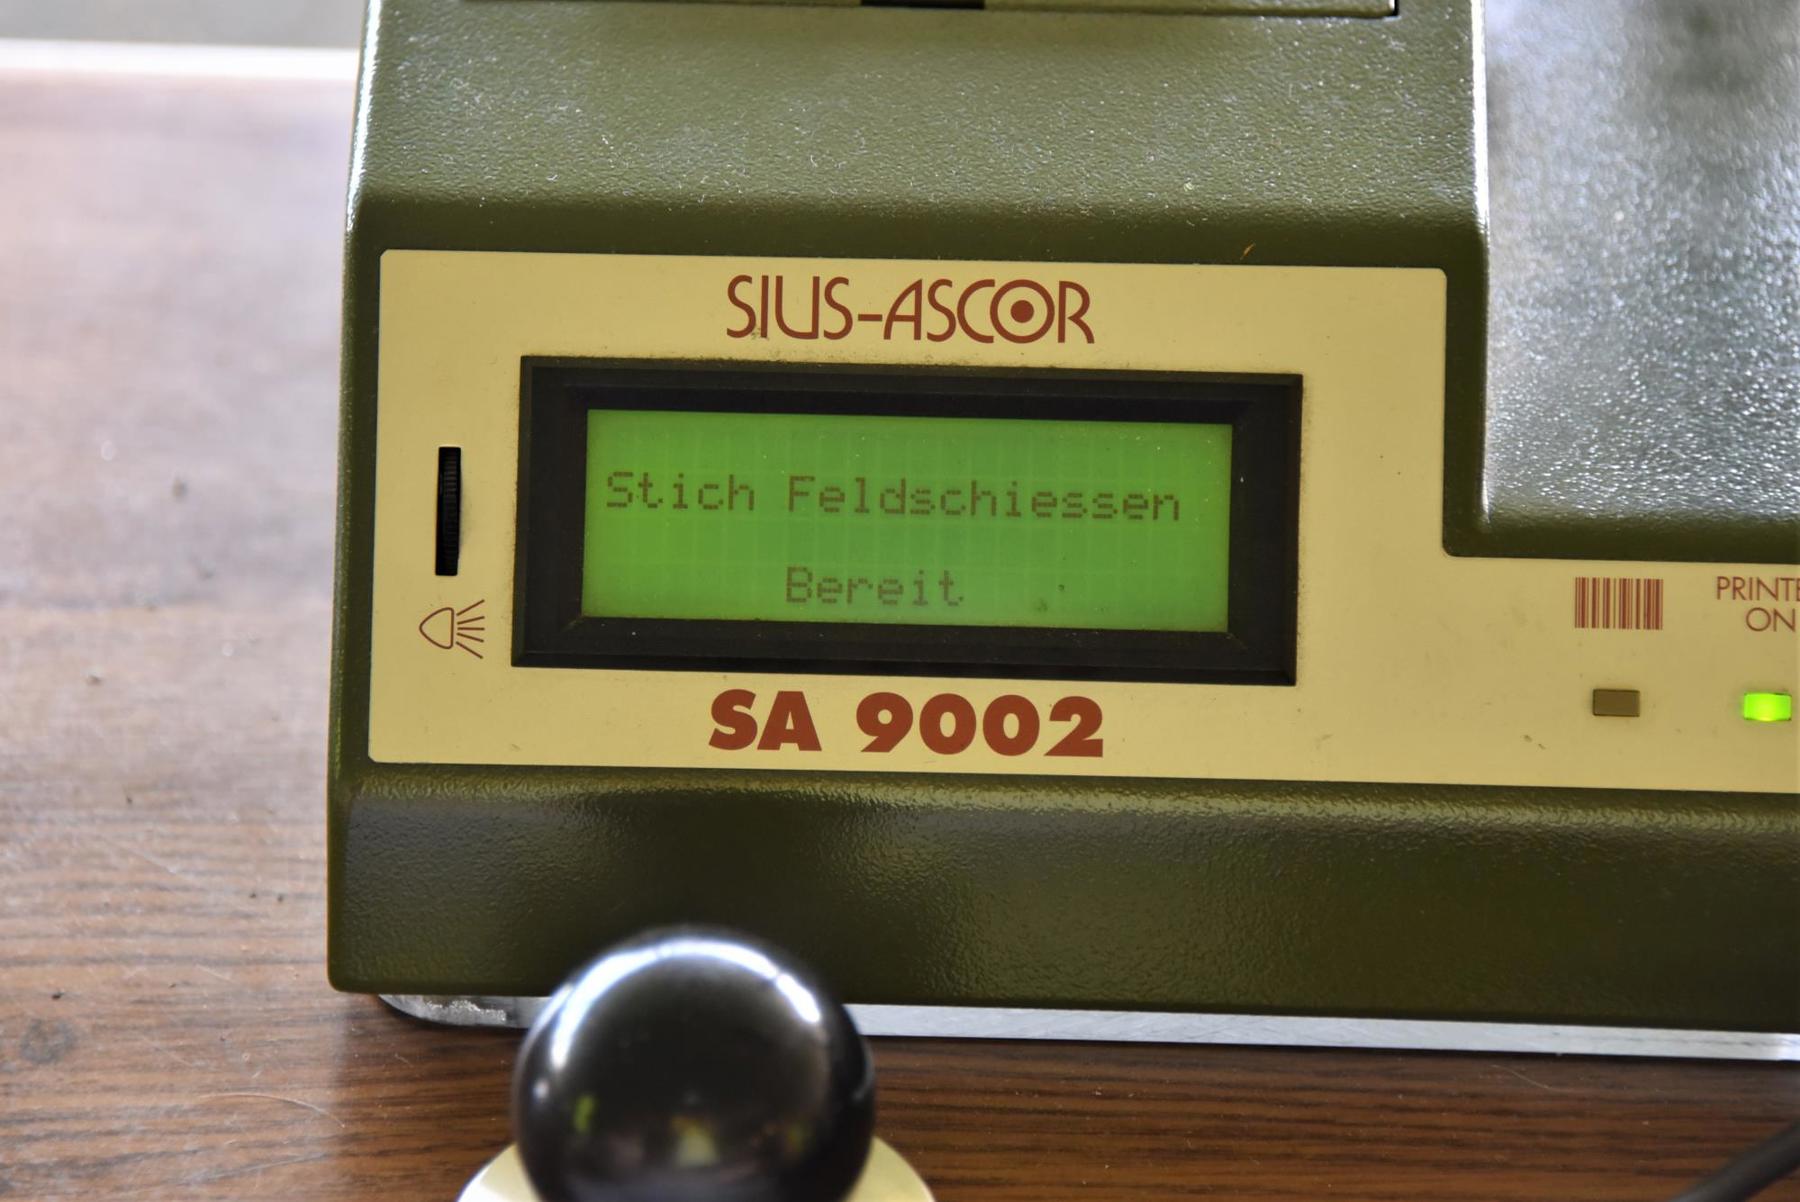 SIUS-ASCOR
Stich Feldschiessen
Bereit
SA 9002
PRINTE
ON